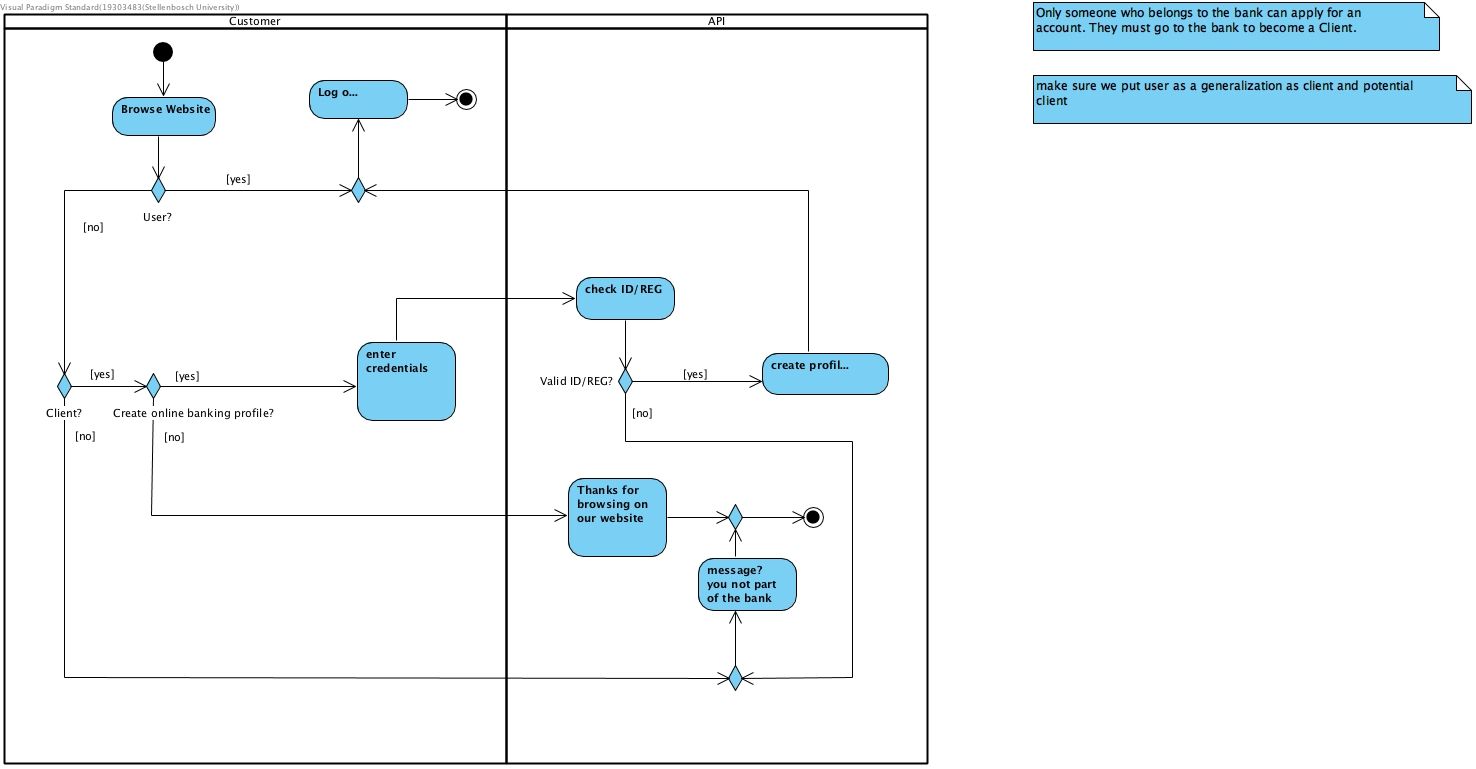 Visual Paradigm Standard(19303483(Stellenbosch University))
Customer
API
Only someone who belongs to the bank can apply for an
account. They must go to the bank to become a Client.
make sure we put user as a generalization as client and potential
client
Browse Website
Log o...
[yes]
User?
[no]
check ID/REG
enter
credentials
create profil...
Valid ID/REG?
[yes]
[no]
[yes]
[yes]
Client?
Create online banking profile?
[no]
[no]
Thanks for
browsing on
our website
message?
you not part
of the bank